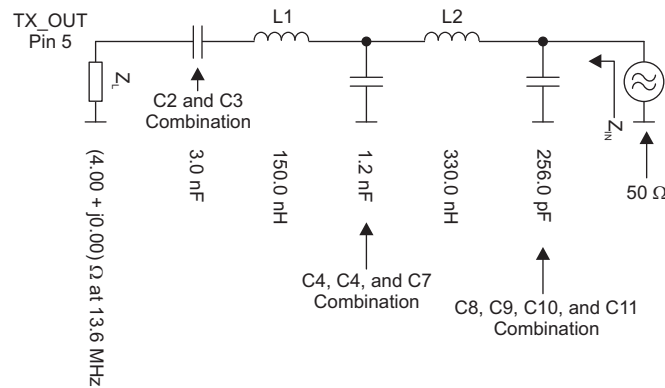 TX_OUT
Pin 5
L1
L2
Z_L
C2 and C3
Combination
Z_IN
50 Ω
(4.00 + j0.00) Ω at 13.6 MHz
3.0 nF
150.0 nH
1.2 nF
330.0 nH
256.0 pF
C4, C4, and C7
Combination
C8, C9, C10, and C11
Combination